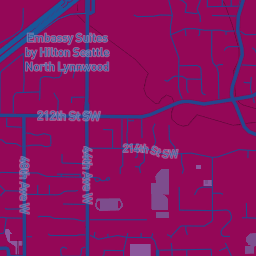 Embassy Suites
by Hilton Seattle
North Lynnwood
212th St SW
214th St SW
48th Ave W
44th Ave W